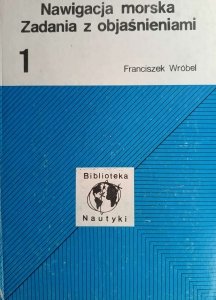 Nawigacja morska
Zadania z objaśnieniami
1
Franciszek Wróbel
Biblioteka
Nautyki